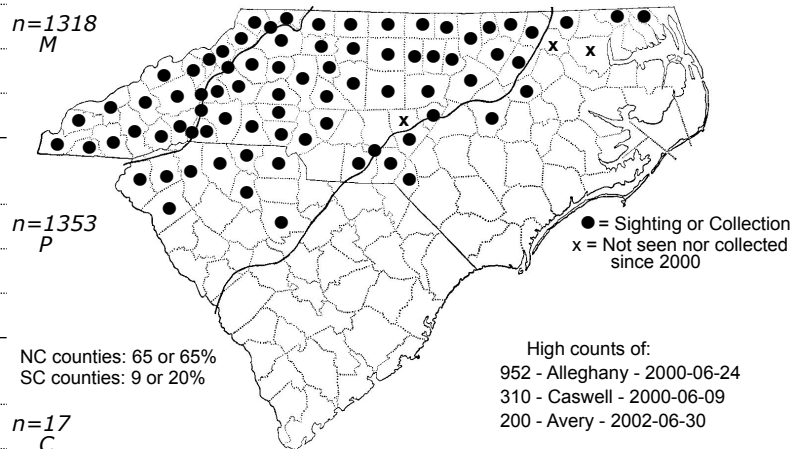 n=1318
M
n=1353
P
n=17
C
● = Sighting or Collection
x = Not seen nor collected
since 2000
x
x
x
NC counties: 65 or 65%
SC counties: 9 or 20%
High counts of:
952 - Alleghany - 2000-06-24
310 - Caswell - 2000-06-09
200 - Avery - 2002-06-30